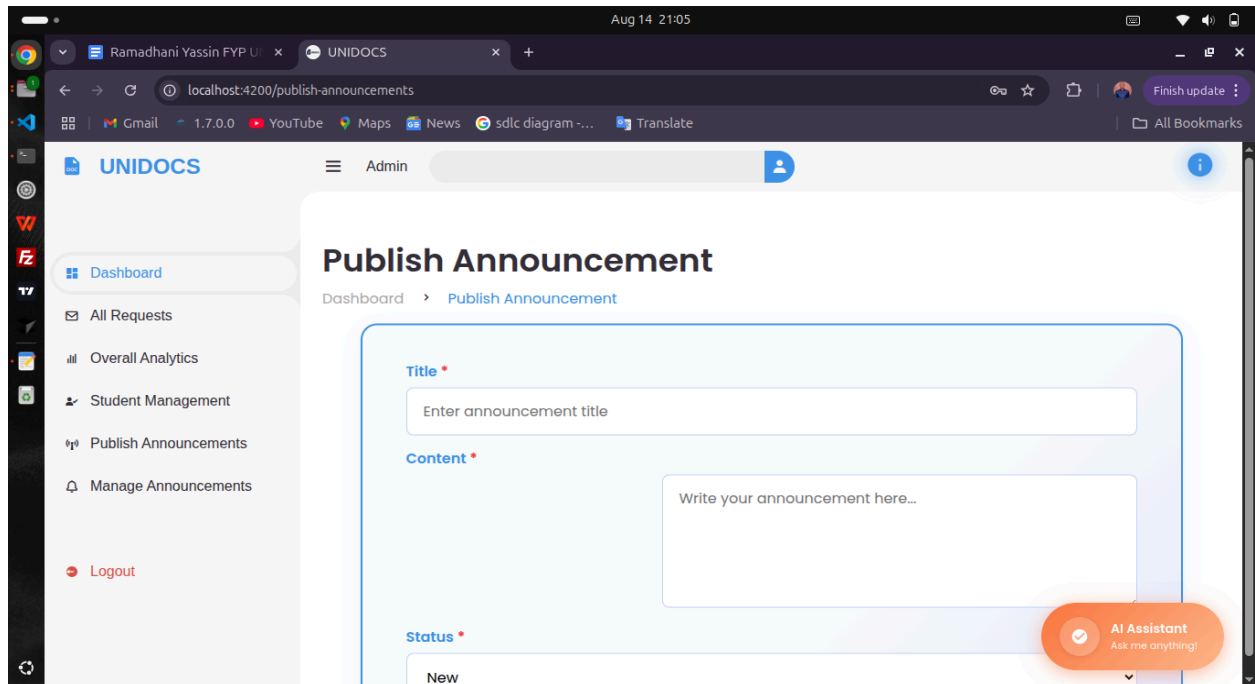 Aug 14 21:05
Ramadhani Yassin FYP U
UNIDOCS
localhost:4200/publish-announcements
Finish update
Gmail
1.7.0.0
YouTube
Maps
News
sdlc diagram -...
Translate
All Bookmarks
UNIDOCS
Admin
Publish Announcement
Dashboard > Publish Announcement
Dashboard
All Requests
Overall Analytics
Student Management
Publish Announcements
Manage Announcements
Logout
Title *
Enter announcement title
Content *
Write your announcement here...
Status *
New
AI Assistant
Ask me anything!